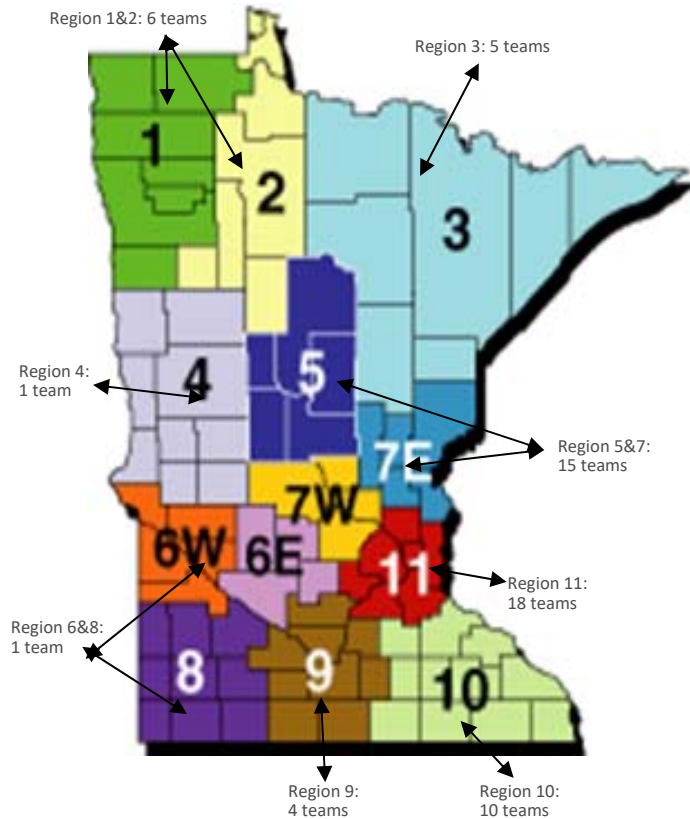 Region 1&2: 6 teams
Region 3: 5 teams
1
2
3
Region 4:
1 team
4
5
Region 5&7:
15 teams
7E
7W
6W
6E
11
Region 11:
18 teams
Region 6&8:
1 team
8
9
10
Region 9:
4 teams
Region 10:
10 teams